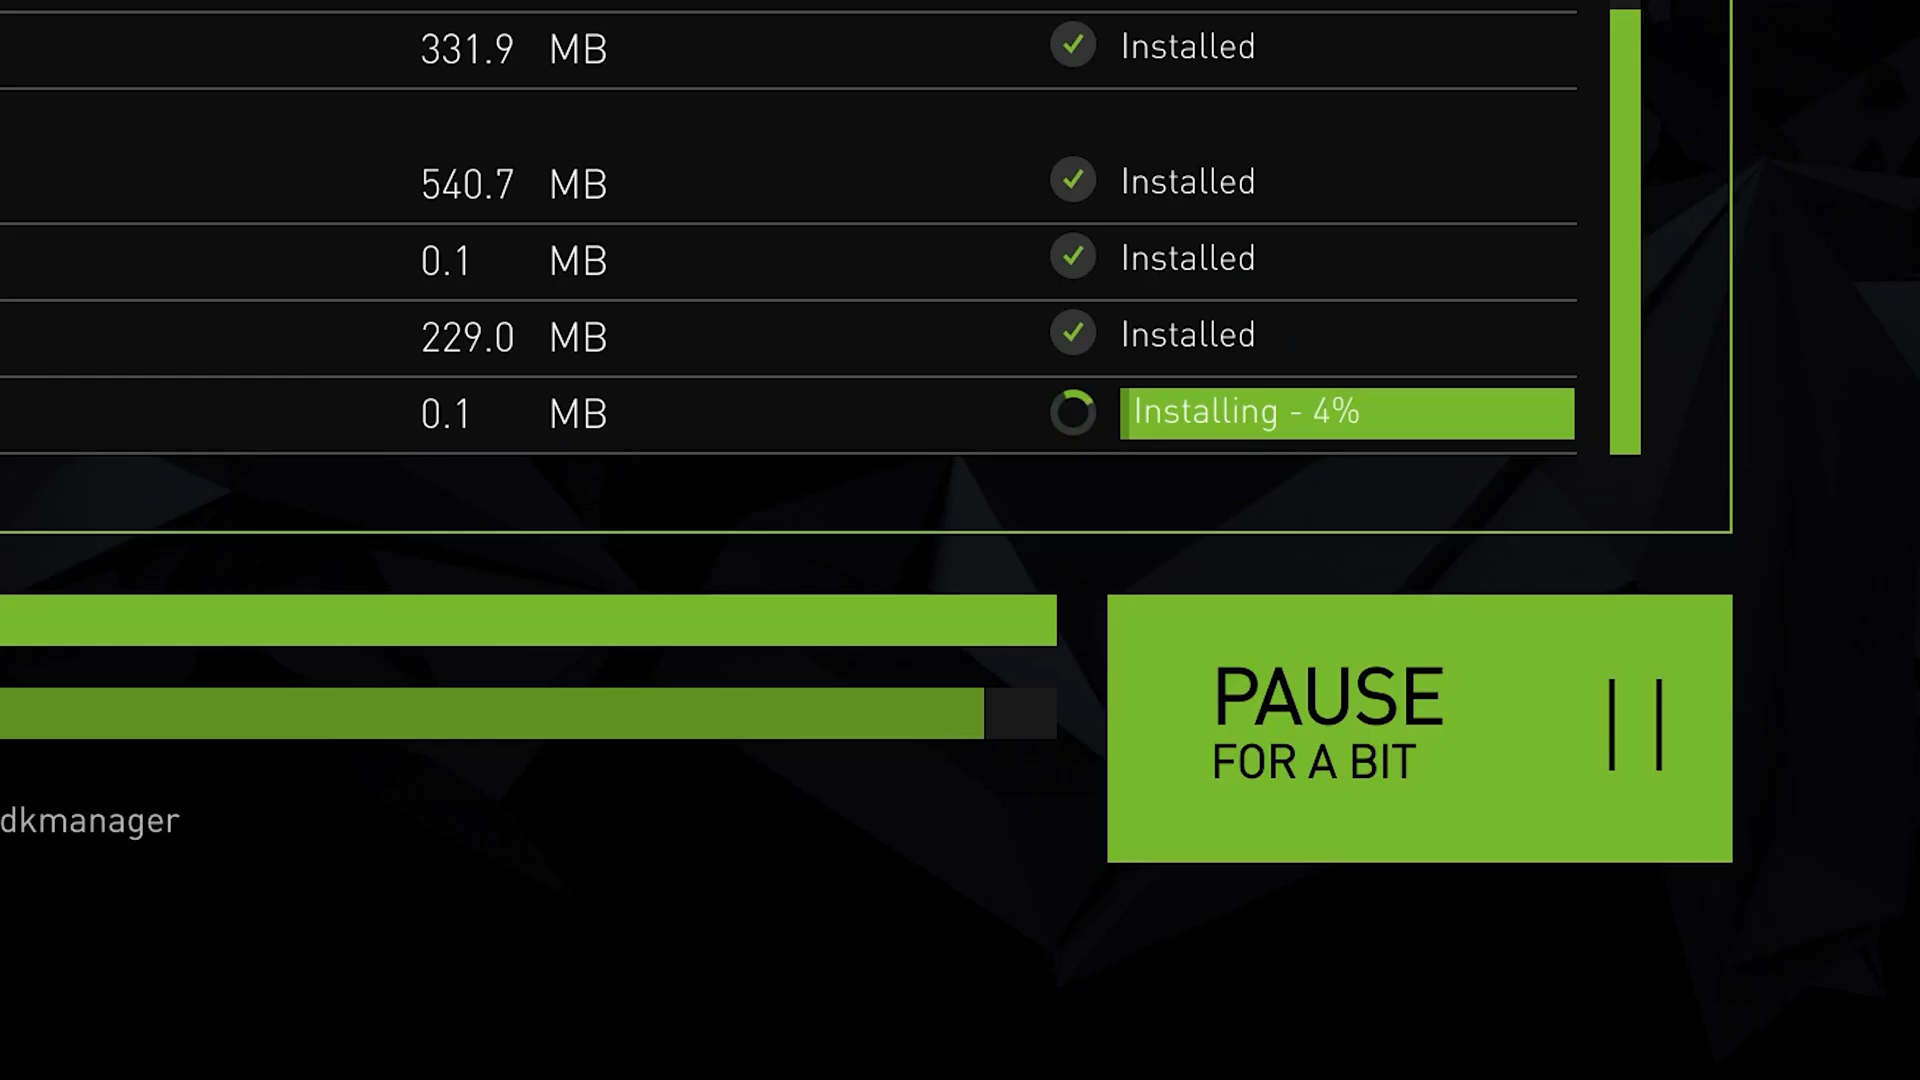 331.9 MB Installed
540.7 MB Installed
0.1 MB Installed
229.0 MB Installed
0.1 MB Installing - 4%
PAUSE
FOR A BIT
dkmanager